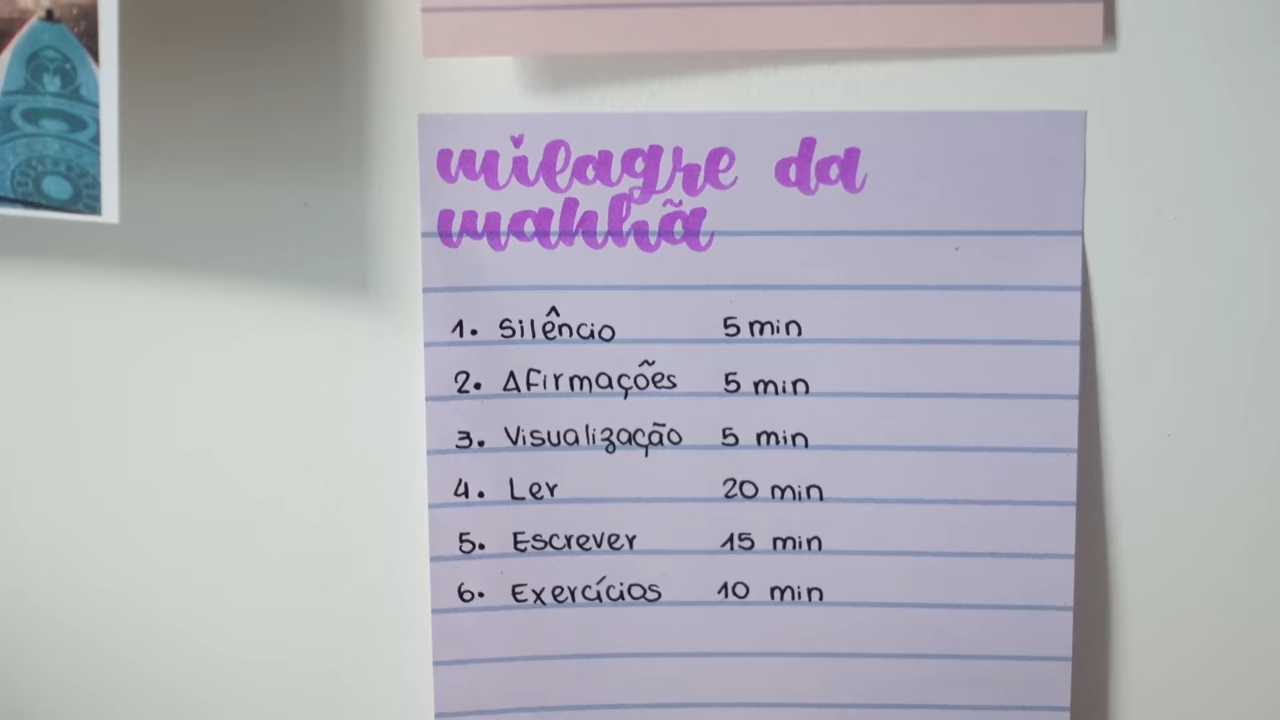 milagre da
manhã
1. Silêncio 5 min
2. Afirmações 5 min
3. Visualização 5 min
4. Ler 20 min
5. Escrever 15 min
6. Exercícios 10 min